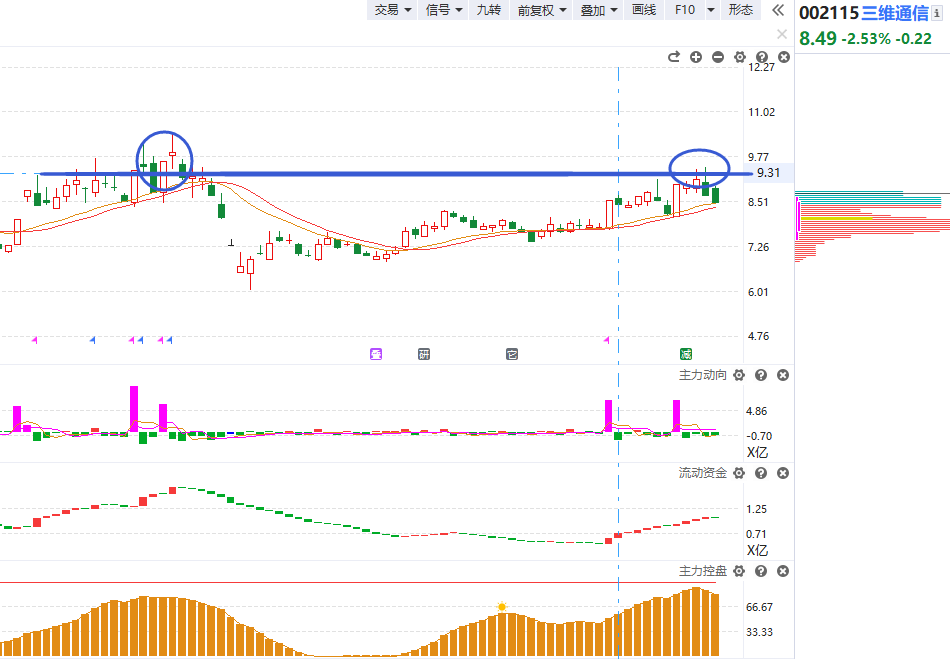 交易 信号 九转 前复权 叠加 画线 F10 形态
002115 三维通信
8.49 -2.53% -0.22
12.27
11.02
9.77
9.31
8.51
7.26
6.01
4.76
研 它 减
主力动向
4.86
-0.70
X亿
流动资金
1.25
0.71
X亿
主力控盘
66.67
33.33